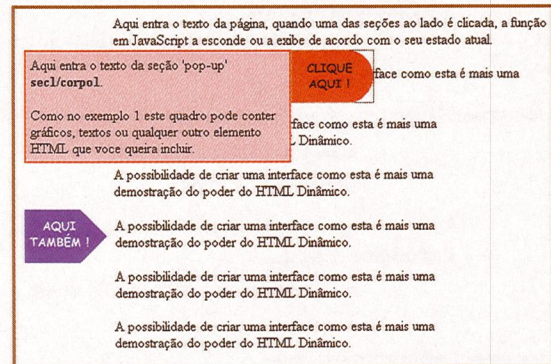 Aqui entra o texto da página, quando uma das seções ao lado é clicada, a função
em JavaScript a esconde ou a exibe de acordo com o seu estado atual.
Aqui entra o texto da seção 'pop-up'
sec1/corpo1.
Como no exemplo 1 este quadro pode conter
gráficos, textos ou qualquer outro elemento
HTML que voce queira incluir.
CLIQUE
AQUI !
face como esta é mais uma
face como esta é mais uma
Dinâmico.
A possibilidade de criar uma interface como esta é mais uma
demostração do poder do HTML Dinâmico.
AQUI
TAMBÉM !
A possibilidade de criar uma interface como esta é mais uma
demostração do poder do HTML Dinâmico.
A possibilidade de criar uma interface como esta é mais uma
demostração do poder do HTML Dinâmico.
A possibilidade de criar uma interface como esta é mais uma
demostração do poder do HTML Dinâmico.